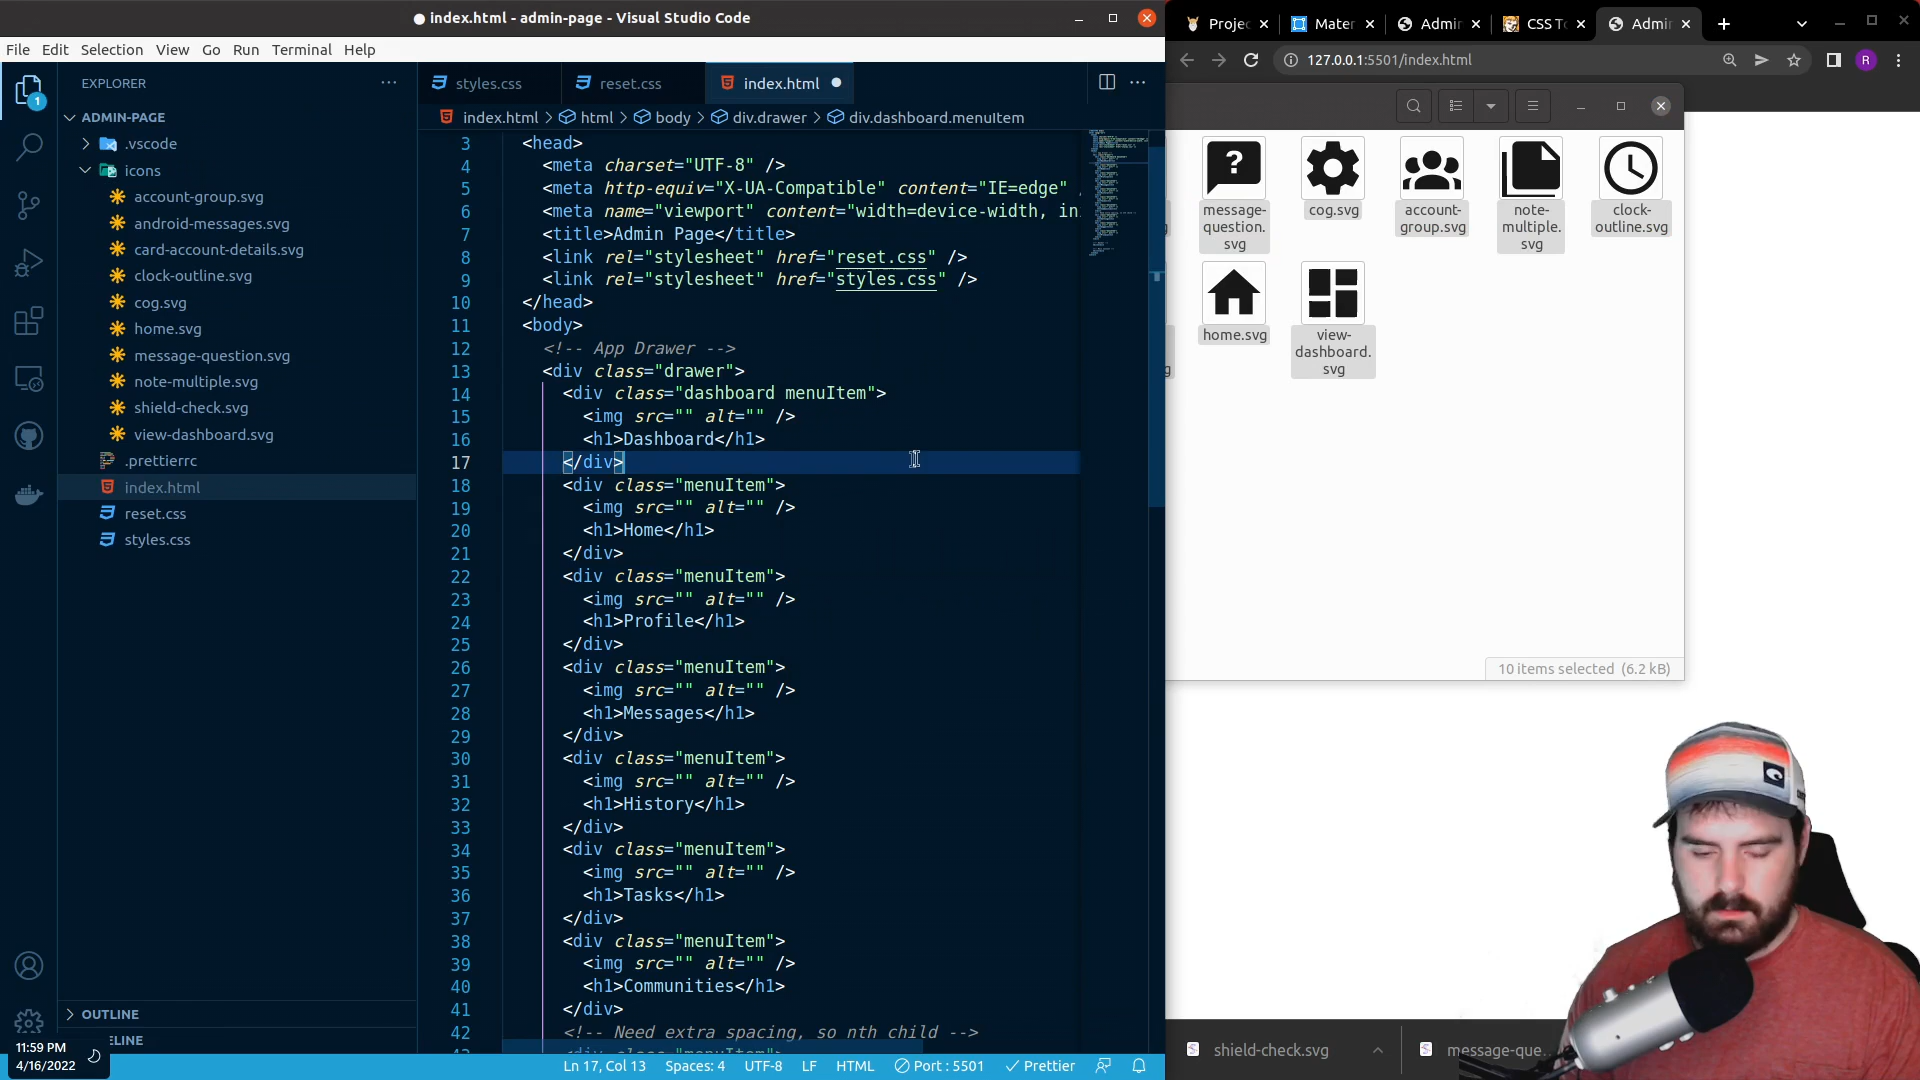 index.html - admin-page - Visual Studio Code
File Edit Selection View Go Run Terminal Help
EXPLORER
1
ADMIN-PAGE
.vscode
icons
account-group.svg
android-messages.svg
card-account-details.svg
clock-outline.svg
cog.svg
home.svg
message-question.svg
note-multiple.svg
shield-check.svg
view-dashboard.svg
.prettierrc
index.html
reset.css
styles.css
OUTLINE
ELINE
11:59 PM
4/16/2022
styles.css reset.css index.html
index.html > html > body > div.drawer > div.dashboard.menuItem
3 <head>
4 <meta charset="UTF-8" />
5 <meta http-equiv="X-UA-Compatible" content="IE=edge"
6 <meta name="viewport" content="width=device-width, in
7 <title>Admin Page</title>
8 <link rel="stylesheet" href="reset.css" />
9 <link rel="stylesheet" href="styles.css" />
10 </head>
11 <body>
12 <!-- App Drawer -->
13 <div class="drawer">
14 <div class="dashboard menuItem">
15 <img src="" alt="" />
16 <h1>Dashboard</h1>
17 </div>
18 <div class="menuItem">
19 <img src="" alt="" />
20 <h1>Home</h1>
21 </div>
22 <div class="menuItem">
23 <img src="" alt="" />
24 <h1>Profile</h1>
25 </div>
26 <div class="menuItem">
27 <img src="" alt="" />
28 <h1>Messages</h1>
29 </div>
30 <div class="menuItem">
31 <img src="" alt="" />
32 <h1>History</h1>
33 </div>
34 <div class="menuItem">
35 <img src="" alt="" />
36 <h1>Tasks</h1>
37 </div>
38 <div class="menuItem">
39 <img src="" alt="" />
40 <h1>Communities</h1>
41 </div>
42 <!-- Need extra spacing, so nth child -->
Ln 17, Col 13 Spaces: 4 UTF-8 LF HTML Port : 5501 Prettier
Projec Mater Admin CSS To Admin
127.0.0.1:5501/index.html R
message-question.svg
cog.svg
account-group.svg
note-multiple.svg
clock-outline.svg
home.svg
view-dashboard.svg
10 items selected (6.2 kB)
shield-check.svg message-que...